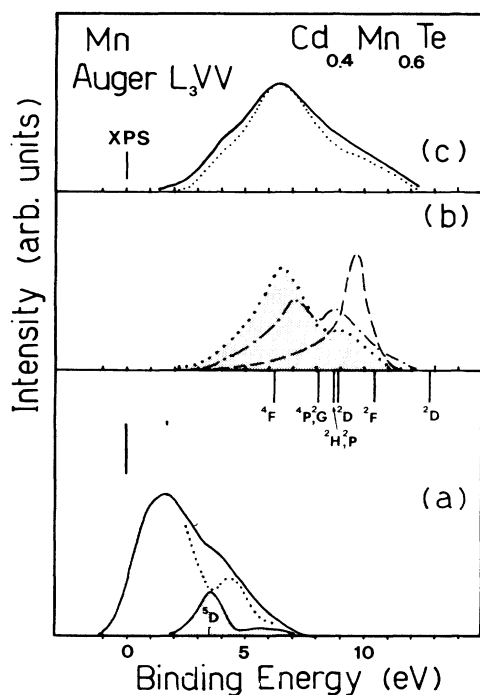 Mn
Cd0.4Mn0.6Te
Auger L3VV
XPS
(c)
(b)
⁴F
⁴P,²G
²D
²F
²D
²H,²P
(a)
⁵D
0
5
10
Binding Energy (eV)
Intensity (arb. units)